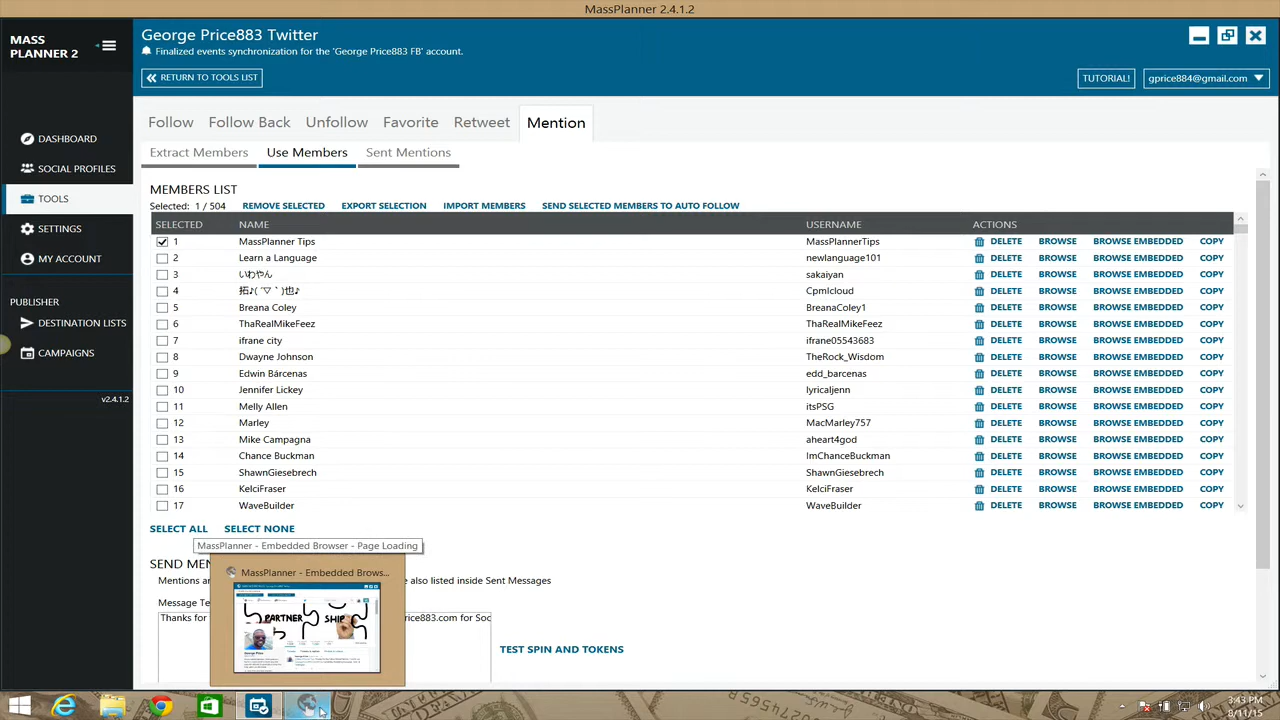 MassPlanner 2.4.1.2
MASS
PLANNER 2
George Price883 Twitter
Finalized events synchronization for the 'George Price883 FB' account.
RETURN TO TOOLS LIST
TUTORIAL!
gprice884@gmail.com
DASHBOARD
SOCIAL PROFILES
TOOLS
SETTINGS
MY ACCOUNT
PUBLISHER
DESTINATION LISTS
CAMPAIGNS
v2.4.1.2
Follow Follow Back Unfollow Favorite Retweet Mention
Extract Members Use Members Sent Mentions
MEMBERS LIST
Selected: 1 / 504 REMOVE SELECTED EXPORT SELECTION IMPORT MEMBERS SEND SELECTED MEMBERS TO AUTO FOLLOW
SELECTED NAME USERNAME ACTIONS
1 MassPlanner Tips MassPlannerTips DELETE BROWSE BROWSE EMBEDDED COPY
2 Learn a Language newlanguage101 DELETE BROWSE BROWSE EMBEDDED COPY
3 いわやん sakaiyan DELETE BROWSE BROWSE EMBEDDED COPY
4 拓♪( ´▽｀)也♪ Cpmlcloud DELETE BROWSE BROWSE EMBEDDED COPY
5 Breana Coley BreanaColey1 DELETE BROWSE BROWSE EMBEDDED COPY
6 ThaRealMikeFeez ThaRealMikeFeez DELETE BROWSE BROWSE EMBEDDED COPY
7 ifrane city ifrane05543683 DELETE BROWSE BROWSE EMBEDDED COPY
8 Dwayne Johnson TheRock_Wisdom DELETE BROWSE BROWSE EMBEDDED COPY
9 Edwin Bárcenas edd_barcenas DELETE BROWSE BROWSE EMBEDDED COPY
10 Jennifer Lickey lyricaljenn DELETE BROWSE BROWSE EMBEDDED COPY
11 Melly Allen itsPSG DELETE BROWSE BROWSE EMBEDDED COPY
12 Marley MacMarley757 DELETE BROWSE BROWSE EMBEDDED COPY
13 Mike Campagna aheart4god DELETE BROWSE BROWSE EMBEDDED COPY
14 Chance Buckman ImChanceBuckman DELETE BROWSE BROWSE EMBEDDED COPY
15 ShawnGiesebrech ShawnGiesebrech DELETE BROWSE BROWSE EMBEDDED COPY
16 KelciFraser KelciFraser DELETE BROWSE BROWSE EMBEDDED COPY
17 WaveBuilder WaveBuilder DELETE BROWSE BROWSE EMBEDDED COPY
SELECT ALL SELECT NONE
MassPlanner - Embedded Browser - Page Loading
SEND MEN
MassPlanner - Embedded Brows...
Mentions ar e also listed inside Sent Messages
Message Te
Thanks for rice883.com for Soc
PARTNER SHIP
TEST SPIN AND TOKENS
3:43 PM
8/11/15